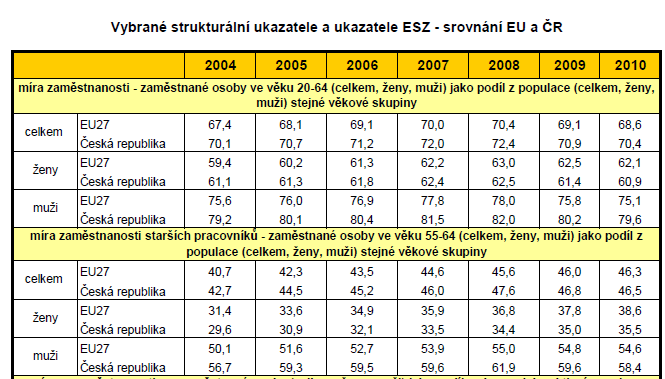 Vybrané strukturální ukazatele a ukazatele ESZ - srovnání EU a ČR
2004 2005 2006 2007 2008 2009 2010
míra zaměstnanosti - zaměstnané osoby ve věku 20-64 (celkem, ženy, muži) jako podíl z populace (celkem, ženy,
muži) stejné věkové skupiny
celkem EU27 67,4 68,1 69,1 70,0 70,4 69,1 68,6
Česká republika 70,1 70,7 71,2 72,0 72,4 70,9 70,4
ženy EU27 59,4 60,2 61,3 62,2 63,0 62,5 62,1
Česká republika 61,1 61,3 61,8 62,4 62,5 61,4 60,9
muži EU27 75,6 76,0 76,9 77,8 78,0 75,8 75,1
Česká republika 79,2 80,1 80,4 81,5 82,0 80,2 79,6
míra zaměstnanosti starších pracovníků - zaměstnané osoby ve věku 55-64 (celkem, ženy, muži) jako podíl z
populace (celkem, ženy, muži) stejné věkové skupiny
celkem EU27 40,7 42,3 43,5 44,6 45,6 46,0 46,3
Česká republika 42,7 44,5 45,2 46,0 47,6 46,8 46,5
ženy EU27 31,4 33,6 34,9 35,9 36,8 37,8 38,6
Česká republika 29,6 30,9 32,1 33,5 34,4 35,0 35,5
muži EU27 50,1 51,6 52,7 53,9 55,0 54,8 54,6
Česká republika 56,7 59,3 59,5 59,6 61,9 59,6 58,4